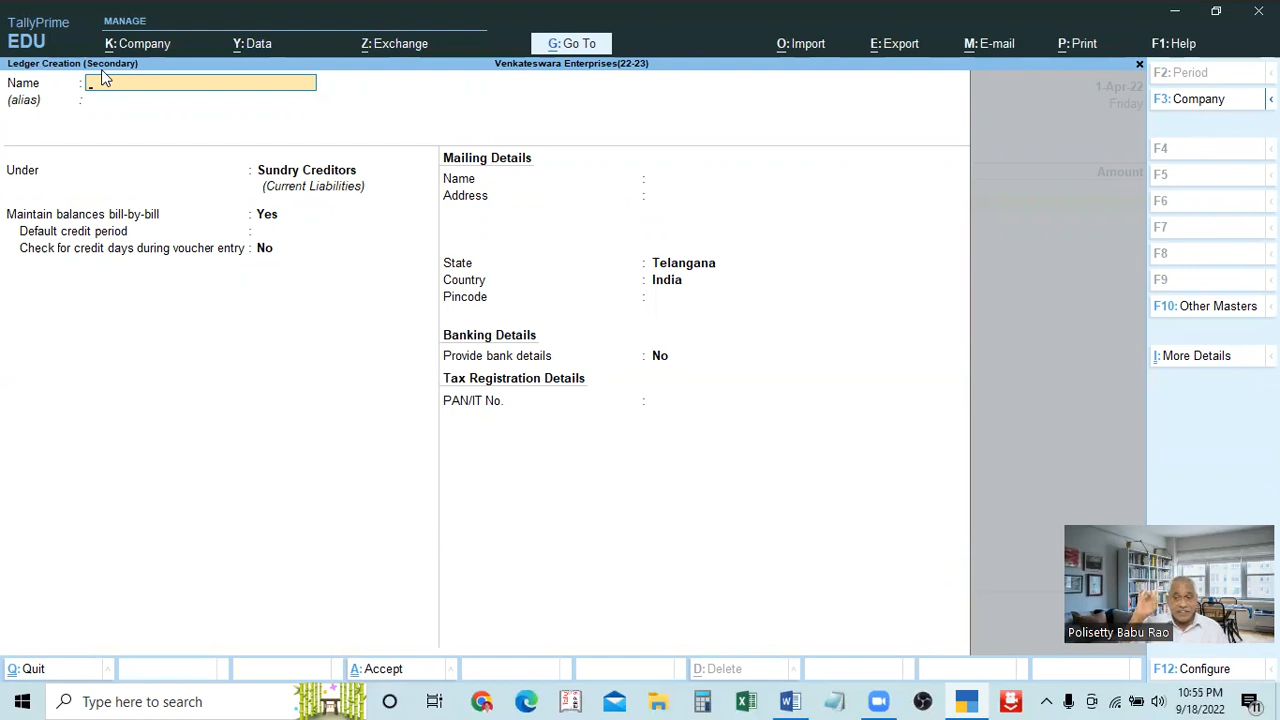 TallyPrime
EDU
MANAGE
K: Company
Y: Data
Z: Exchange
G: Go To
O: Import
E: Export
M: E-mail
P: Print
F1: Help
Ledger Creation (Secondary)
Venkateswara Enterprises(22-23)
Name :
(alias) :
1-Apr-22
Friday
Amount
Under : Sundry Creditors
(Current Liabilities)
Maintain balances bill-by-bill : Yes
Default credit period :
Check for credit days during voucher entry : No
Mailing Details
Name :
Address :
State : Telangana
Country : India
Pincode :
Banking Details
Provide bank details : No
Tax Registration Details
PAN/IT No. :
F2: Period
F3: Company
F4
F5
F6
F7
F8
F9
F10: Other Masters
I: More Details
Polisetty Babu Rao
Q: Quit
A: Accept
D: Delete
F12: Configure
Type here to search
10:55 PM
9/18/2022